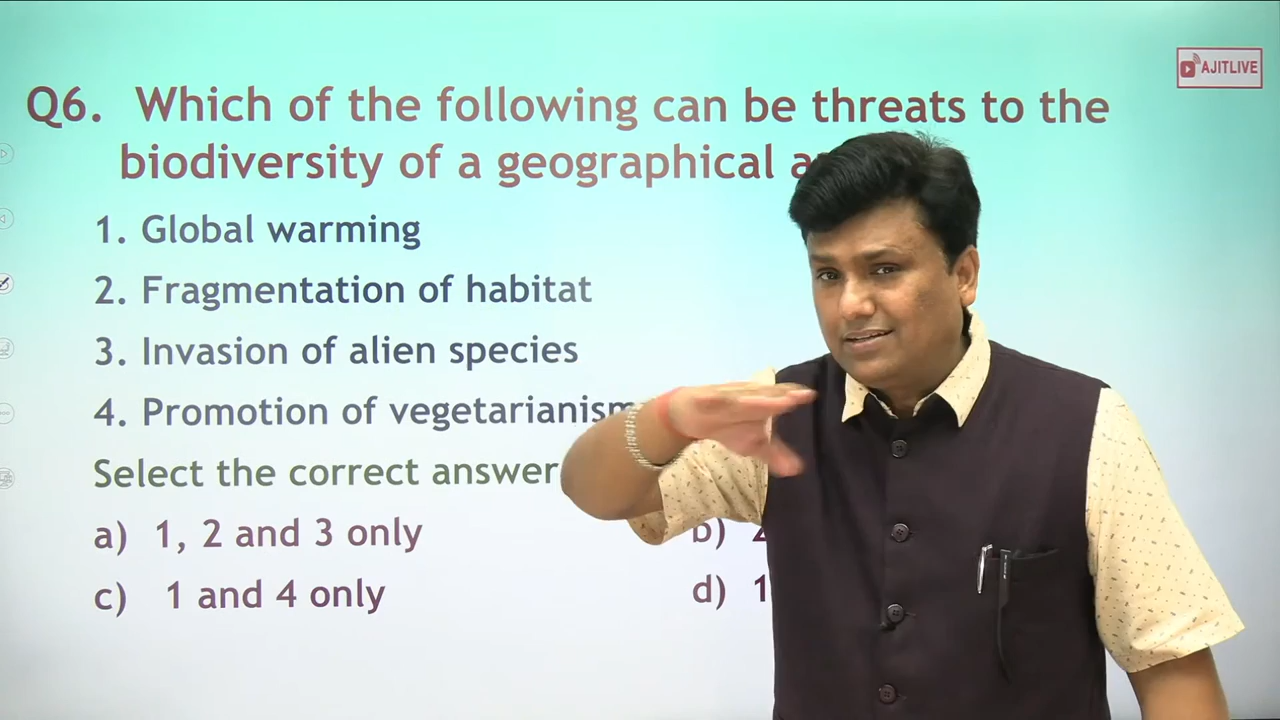 AJITLIVE
Q6. Which of the following can be threats to the
biodiversity of a geographical
1. Global warming
2. Fragmentation of habitat
3. Invasion of alien species
4. Promotion of vegetarianism
Select the correct answer
a) 1, 2 and 3 only
b)
c) 1 and 4 only
d) 1